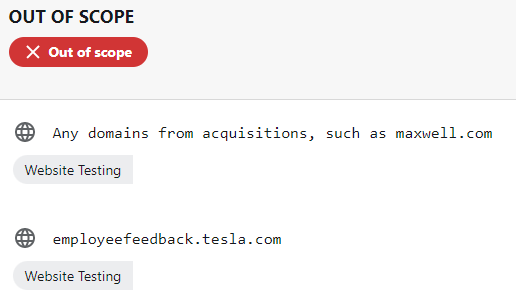 OUT OF SCOPE
Out of scope
Any domains from acquisitions, such as maxwell.com
Website Testing
employeefeedback.tesla.com
Website Testing